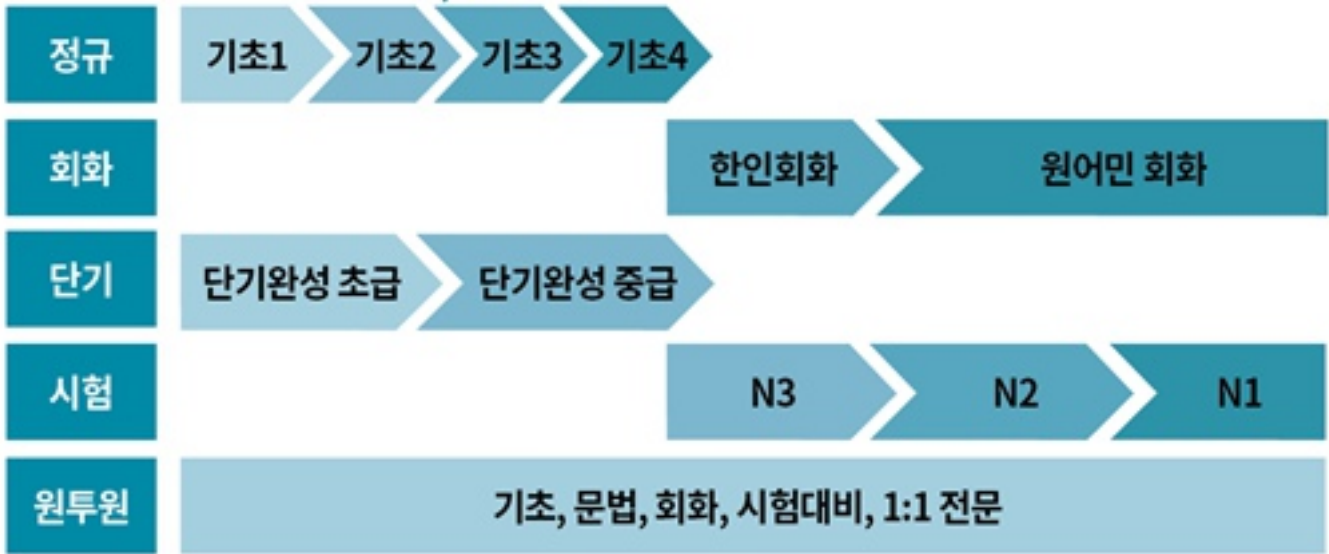 정규 기초1 기초2 기초3 기초4
회화 한인회화 원어민 회화
단기 단기완성 초급 단기완성 중급
시험 N3 N2 N1
원투원 기초, 문법, 회화, 시험대비, 1:1 전문